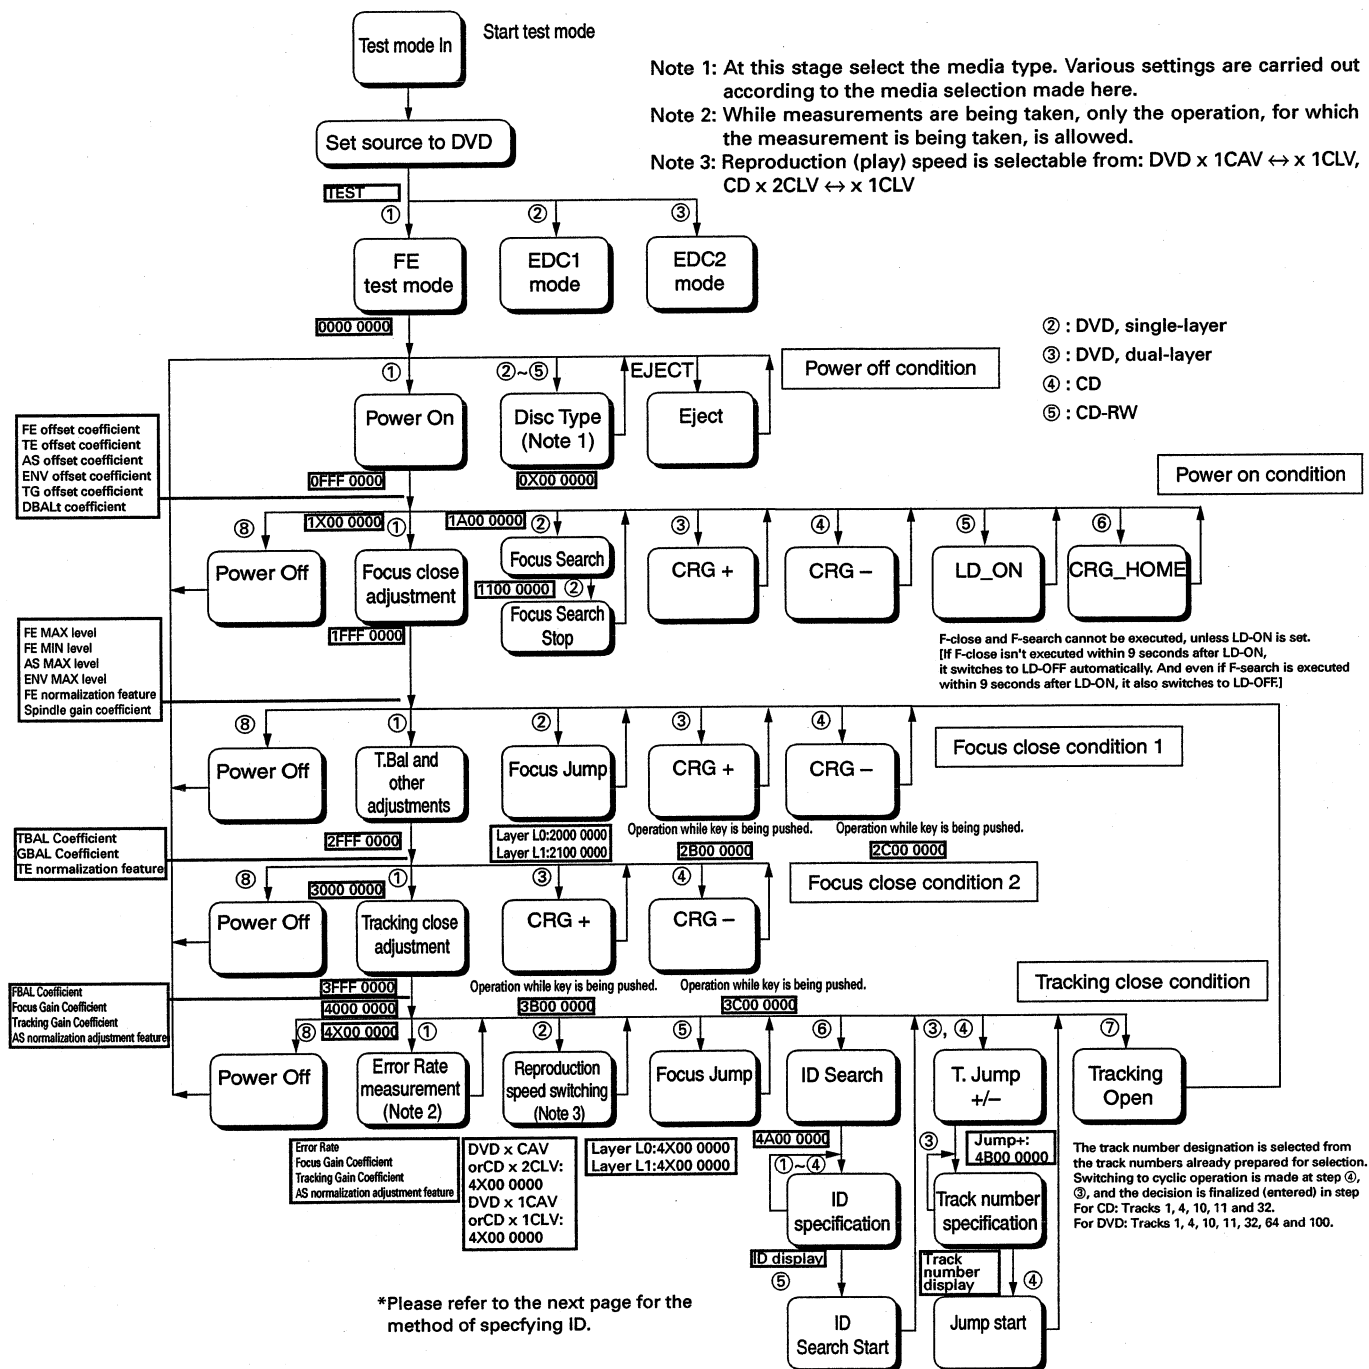 Test mode In
Start test mode
Note 1: At this stage select the media type. Various settings are carried out
according to the media selection made here.
Note 2: While measurements are being taken, only the operation, for which
the measurement is being taken, is allowed.
Note 3: Reproduction (play) speed is selectable from: DVD x 1CAV ↔ x 1CLV,
CD x 2CLV ↔ x 1CLV
Set source to DVD
TEST
① ② ③
FE
test mode
EDC1
mode
EDC2
mode
0000 0000
② : DVD, single-layer
③ : DVD, dual-layer
④ : CD
⑤ : CD-RW
Power off condition
① ②~⑤ EJECT
Power On
Disc Type
(Note 1)
Eject
0FFF 0000
0X00 0000
FE offset coefficient
TE offset coefficient
AS offset coefficient
ENV offset coefficient
TG offset coefficient
DBALt coefficient
Power on condition
⑧ 1X00 0000 ① 1A00 0000 ② ③ ④ ⑤ ⑥
Power Off
Focus close
adjustment
Focus Search
1100 0000 ②
Focus Search
Stop
CRG +
CRG –
LD_ON
CRG_HOME
1FFF 0000
F-close and F-search cannot be executed, unless LD-ON is set.
[If F-close isn't executed within 9 seconds after LD-ON,
it switches to LD-OFF automatically. And even if F-search is executed
within 9 seconds after LD-ON, it also switches to LD-OFF.]
FE MAX level
FE MIN level
AS MAX level
ENV MAX level
FE normalization feature
Spindle gain coefficient
⑧ ① ② ③ ④
Focus close condition 1
Power Off
T.Bal and
other
adjustments
Focus Jump
CRG +
CRG –
2FFF 0000
Layer L0:2000 0000
Layer L1:2100 0000
Operation while key is being pushed.
2B00 0000
Operation while key is being pushed.
2C00 0000
TBAL Coefficient
GBAL Coefficient
TE normalization feature
⑧ 3000 0000 ① ③ ④
Focus close condition 2
Power Off
Tracking close
adjustment
CRG +
CRG –
3FFF 0000
4000 0000
4X00 0000
Operation while key is being pushed.
3B00 0000
Operation while key is being pushed.
3C00 0000
Tracking close condition
FBAL Coefficient
Focus Gain Coefficient
Tracking Gain Coefficient
AS normalization adjustment feature
⑧ ① ② ⑤ ⑥ ③, ④ ⑦
Power Off
Error Rate
measurement
(Note 2)
Reproduction
speed switching
(Note 3)
Focus Jump
ID Search
T. Jump
+/–
Tracking
Open
Error Rate
Focus Gain Coefficient
Tracking Gain Coefficient
AS normalization adjustment feature
DVD x CAV
orCD x 2CLV:
4X00 0000
DVD x 1CAV
orCD x 1CLV:
4X00 0000
Layer L0:4X00 0000
Layer L1:4X00 0000
4A00 0000
①~④
ID
specification
ID display
⑤
ID
Search Start
③
Jump+:
4B00 0000
Track number
specification
Track
number
display
④
Jump start
The track number designation is selected from
the track numbers already prepared for selection.
Switching to cyclic operation is made at step ④,
③, and the decision is finalized (entered) in step
For CD: Tracks 1, 4, 10, 11 and 32.
For DVD: Tracks 1, 4, 10, 11, 32, 64 and 100.
*Please refer to the next page for the
method of specfying ID.